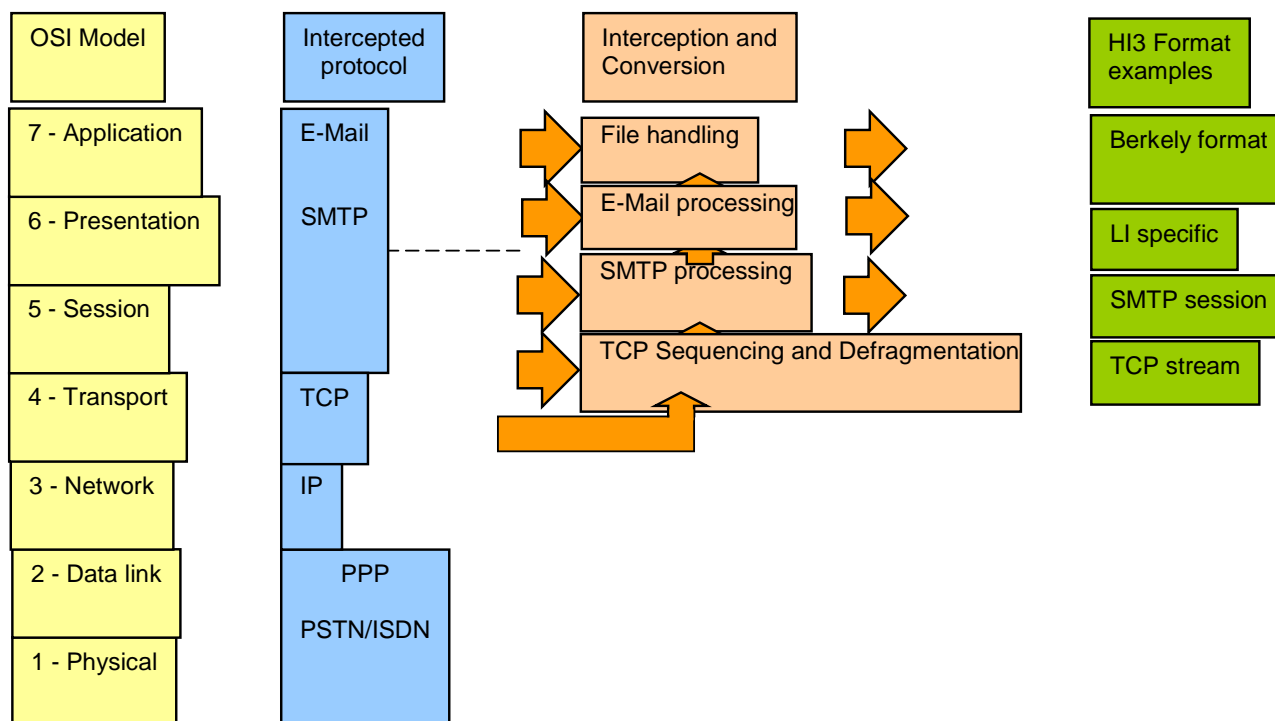 OSI Model
Intercepted
protocol
Interception and
Conversion
HI3 Format
examples
7 - Application
E-Mail
File handling
Berkely format
6 - Presentation
SMTP
E-Mail processing
LI specific
5 - Session
SMTP processing
SMTP session
4 - Transport
TCP
TCP Sequencing and Defragmentation
TCP stream
3 - Network
IP
2 - Data link
PPP
PSTN/ISDN
1 - Physical